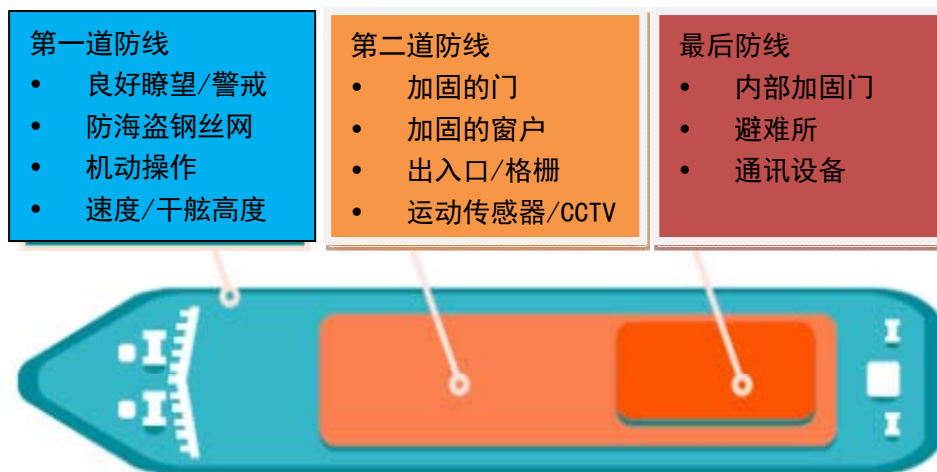 第一道防线
• 良好瞭望/警戒
• 防海盗钢丝网
• 机动操作
• 速度/干舷高度
第二道防线
• 加固的门
• 加固的窗户
• 出入口/格栅
• 运动传感器/CCTV
最后防线
• 内部加固门
• 避难所
• 通讯设备